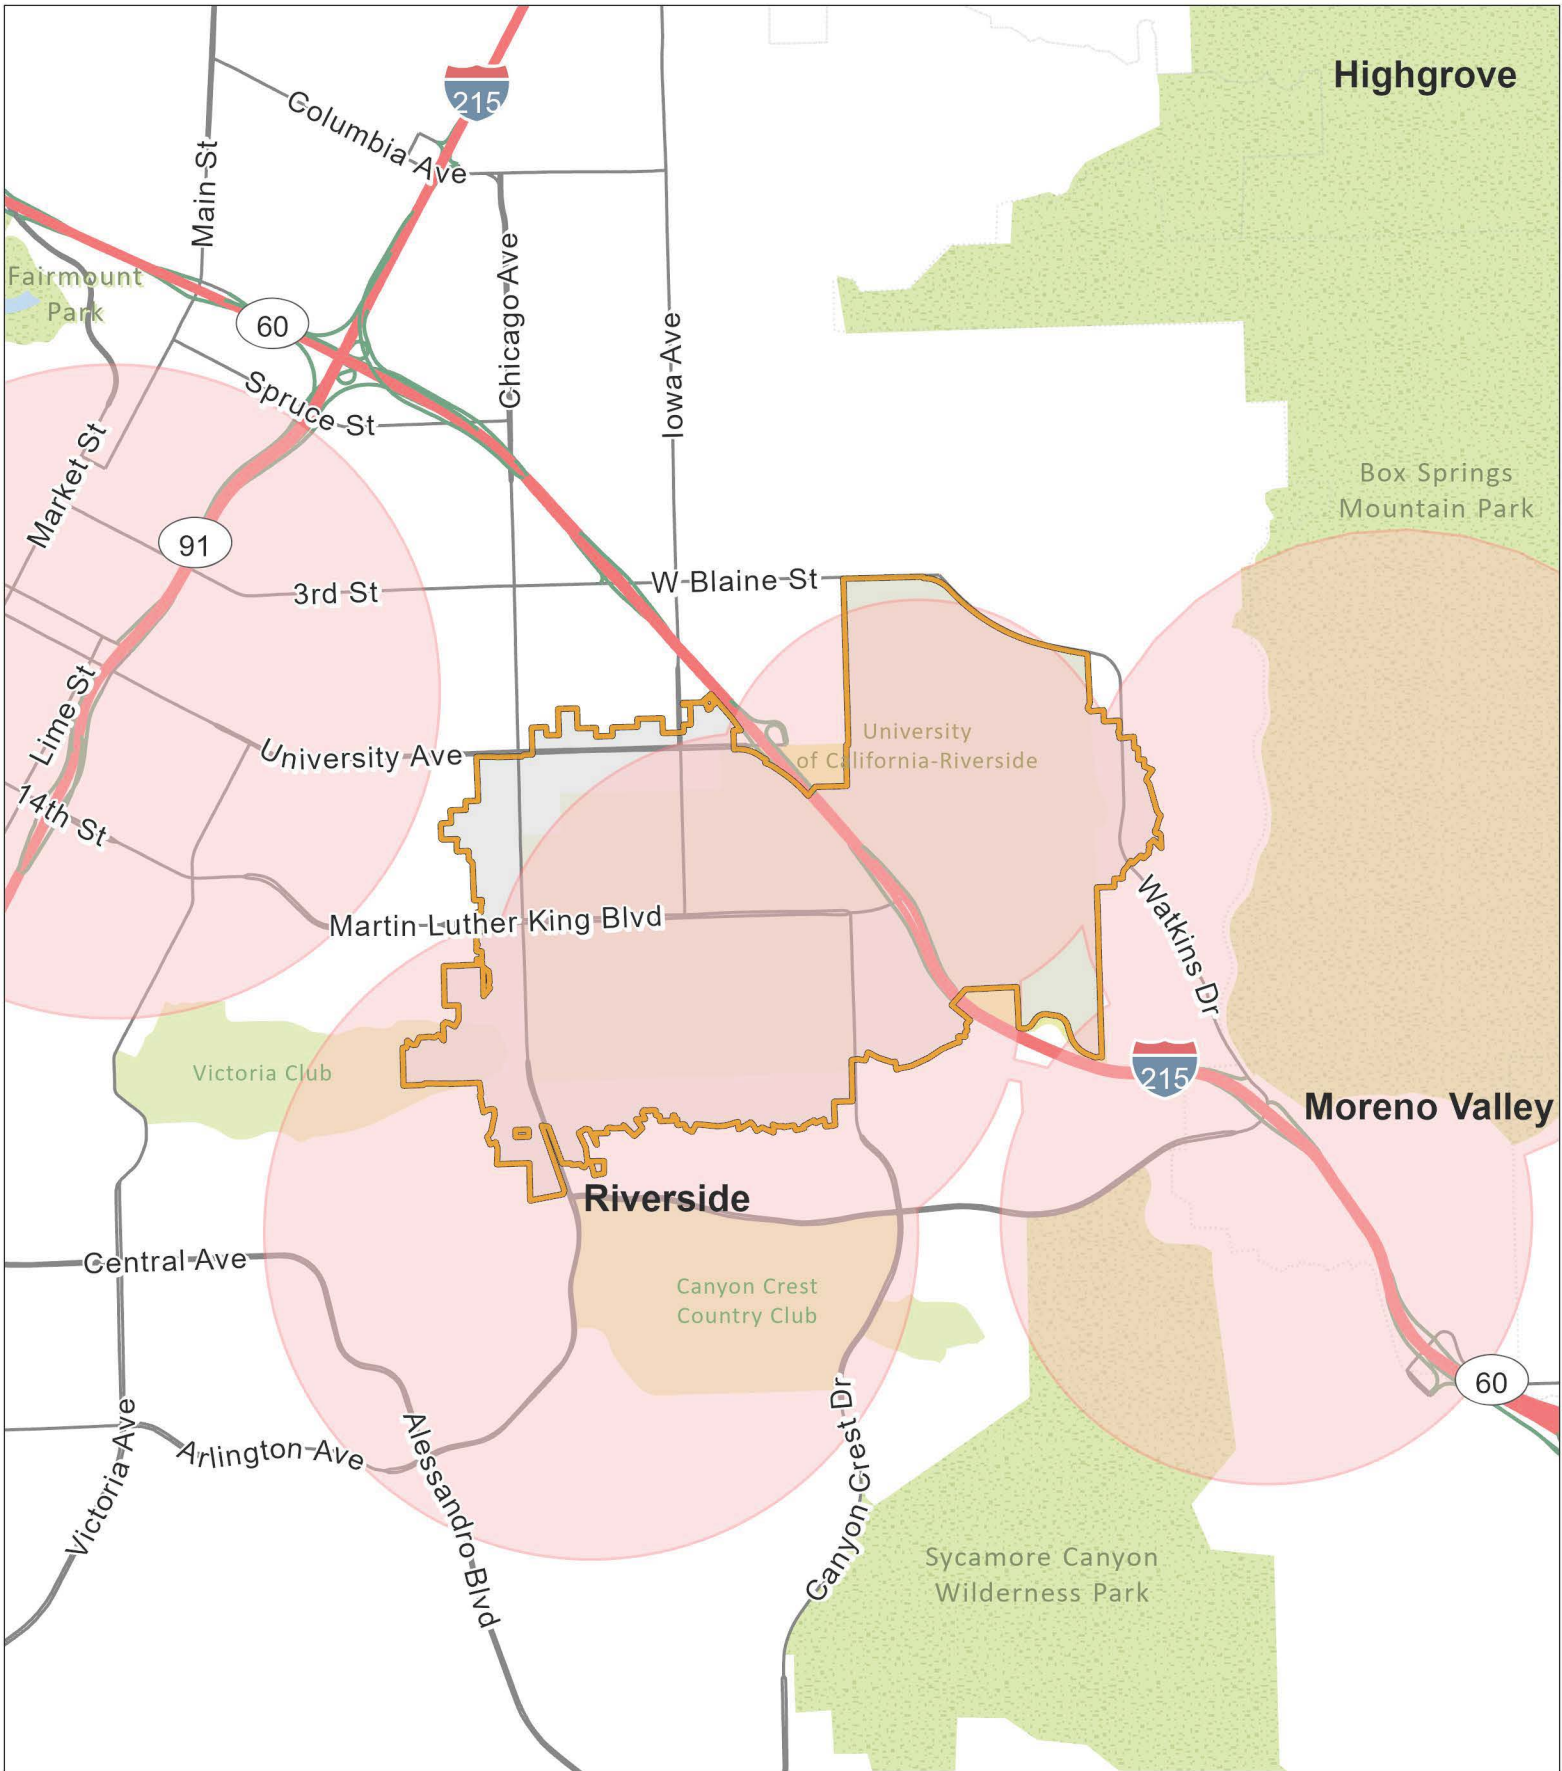 Highgrove
215
Columbia Ave
Main St
Chicago Ave
Fairmount
Park
60
Iowa Ave
Spruce St
Market St
Box Springs
Mountain Park
91
W Blaine St
3rd St
Lime St
University
of California-Riverside
University Ave
14th St
Martin Luther King Blvd
Watkins Dr
Victoria Club
215
Moreno Valley
Riverside
Central Ave
Canyon Crest
Country Club
60
Canyon Crest Dr
Victoria Ave
Arlington Ave
Alessandro Blvd
Sycamore Canyon
Wilderness Park